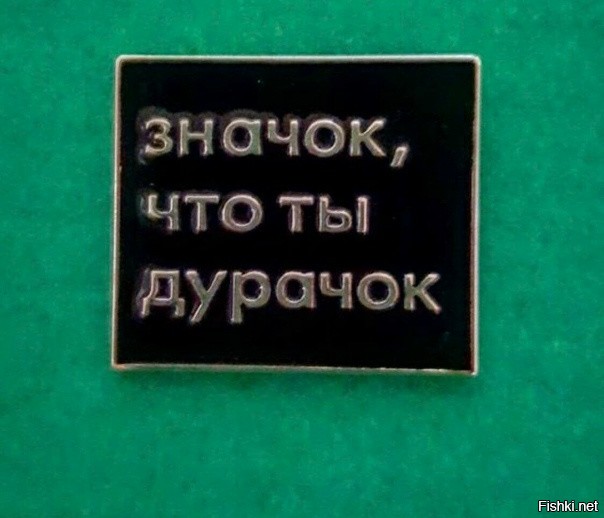 значок,
что ты
дурачок
Fishki.net